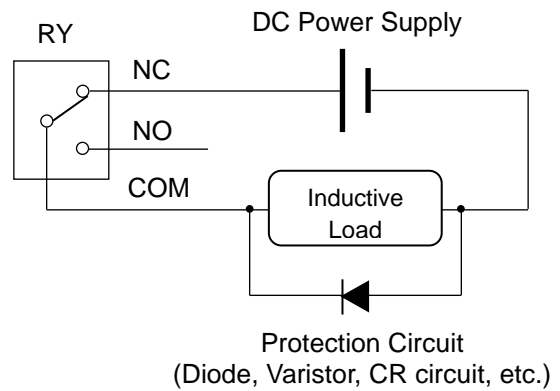 DC Power Supply
RY
NC
NO
COM
Inductive
Load
Protection Circuit
(Diode, Varistor, CR circuit, etc.)